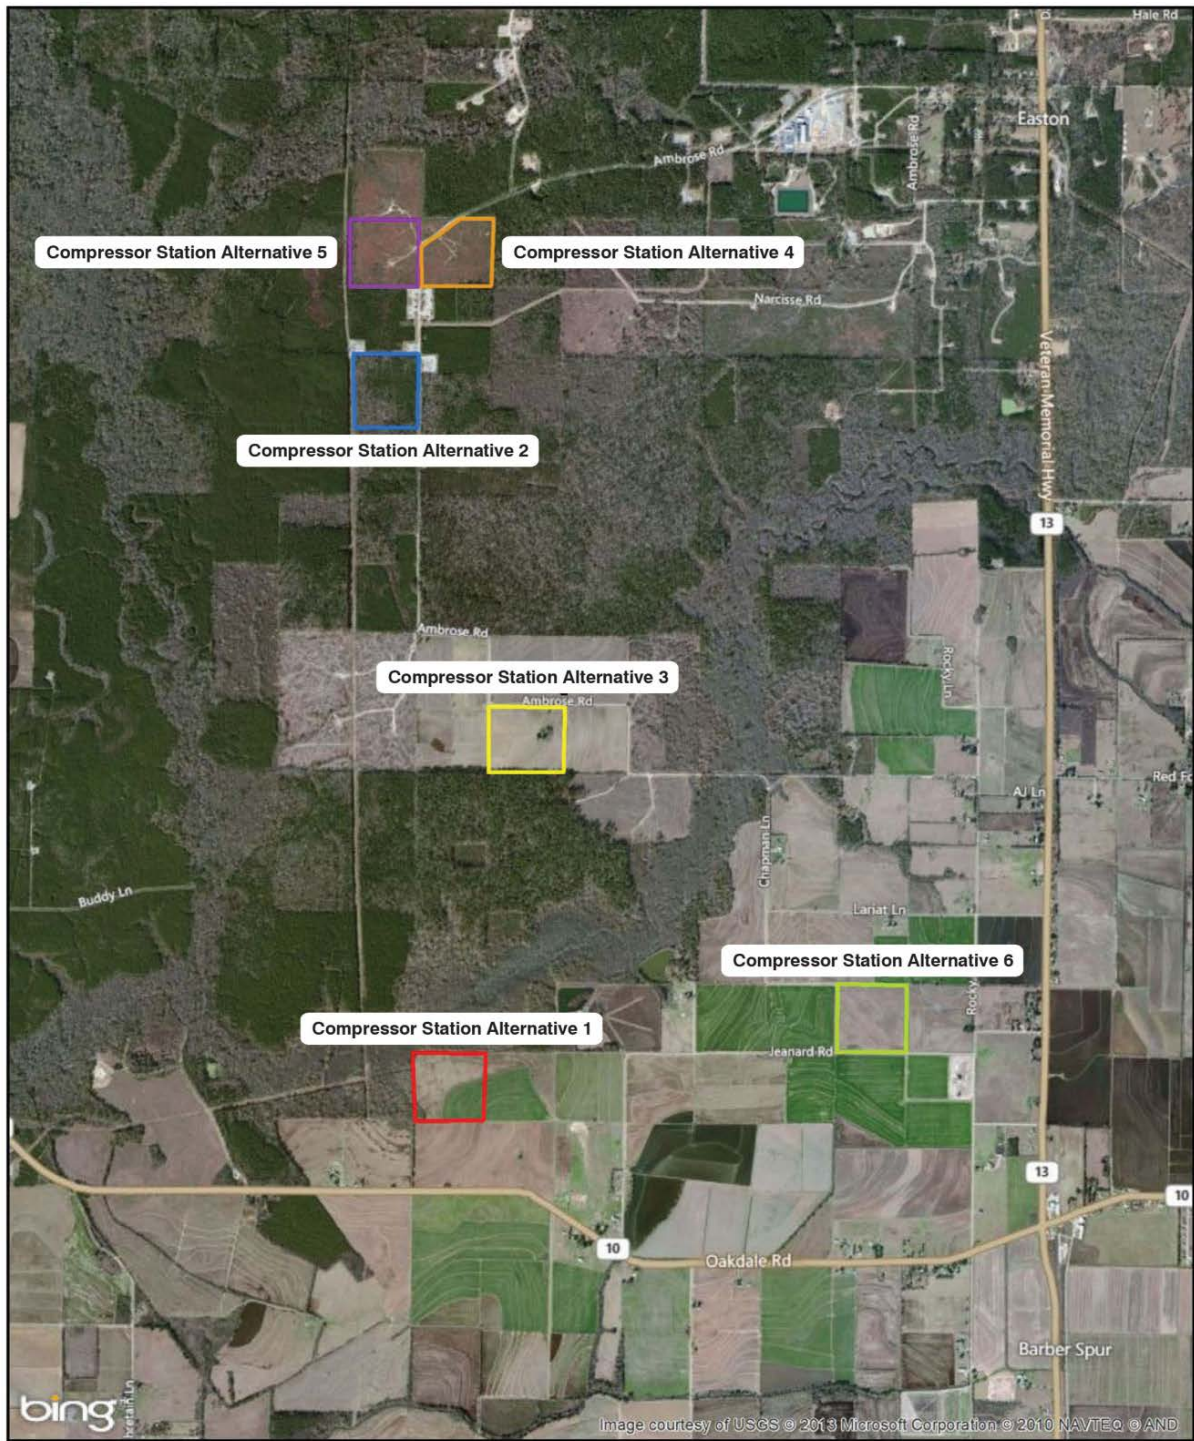 Hale Rd
Easton
Ambrose Rd
Ambrose Rd
Compressor Station Alternative 5
Compressor Station Alternative 4
Narcisse Rd
Veteran Memorial Hwy
Compressor Station Alternative 2
13
Ambrose Rd
Rocky Ln
Compressor Station Alternative 3
Ambrose Rd
Red
AJ Ln
Chapman Ln
Buddy Ln
Lariat Ln
Compressor Station Alternative 6
Rocky
Compressor Station Alternative 1
Jeanard Rd
13
10
10
Oakdale Rd
Barber Spur
bing
Image courtesy of USGS © 2013 Microsoft Corporation © 2010 NAVTEQ © AND